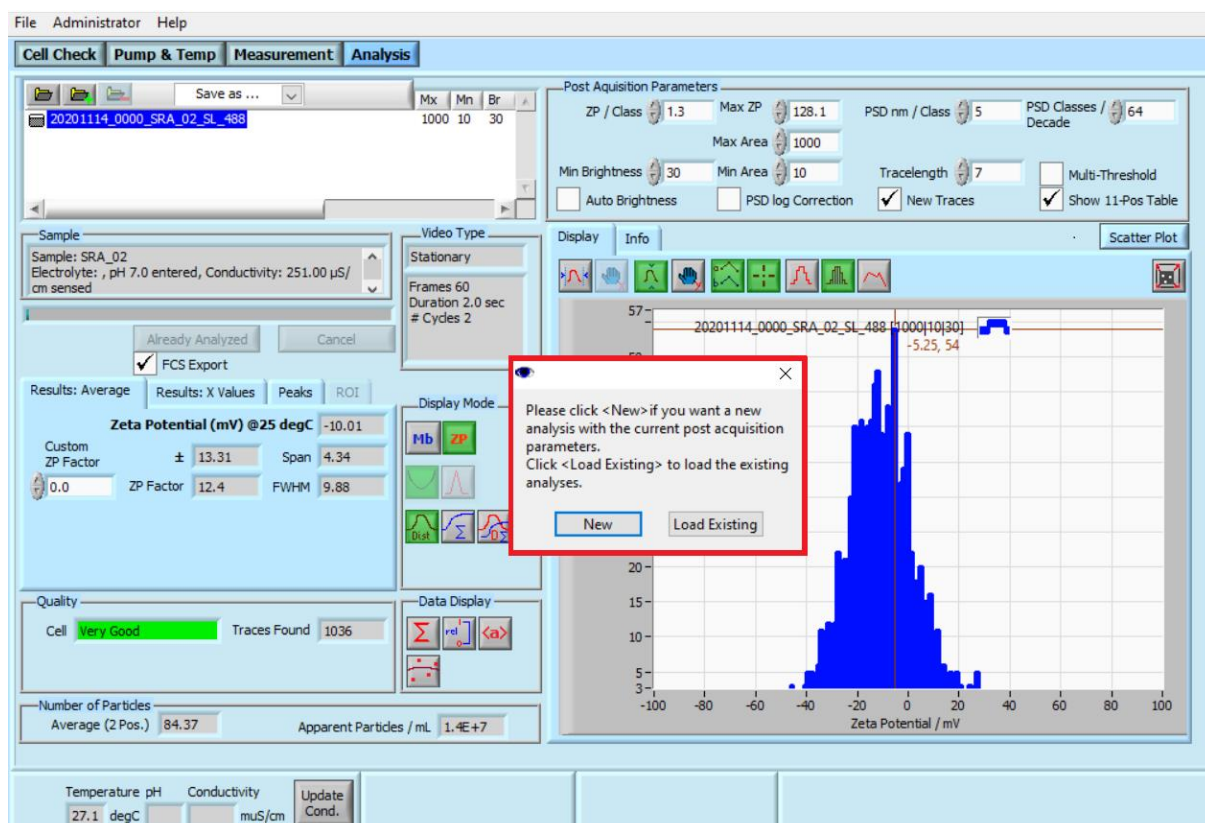 File Administrator Help
Cell Check Pump & Temp Measurement Analysis
Save as ...
Mx Mn Br
20201114_0000_SRA_02_SL_488 1000 10 30
Post Aquisition Parameters
ZP / Class 1.3 Max ZP 128.1 PSD nm / Class 5 PSD Classes / Decade 64
Max Area 1000
Min Brightness 30 Min Area 10 Tracelength 7 Multi-Threshold
Auto Brightness PSD log Correction New Traces Show 11-Pos Table
Sample
Sample: SRA_02
Electrolyte: , pH 7.0 entered, Conductivity: 251.00 µS/
cm sensed
Already Analyzed Cancel
FCS Export
Video Type
Stationary
Frames 60
Duration 2.0 sec
# Cycles 2
Results: Average Results: X Values Peaks ROI
Zeta Potential (mV) @25 degC -10.01
Custom
ZP Factor ± 13.31 Span 4.34
0.0 ZP Factor 12.4 FWHM 9.88
Display Mode
Mb ZP
Dist Σ
Quality
Cell Very Good Traces Found 1036
Data Display
Σ rel 0 <a>
Number of Particles
Average (2 Pos.) 84.37 Apparent Particles / mL 1.4E+7
Display Info Scatter Plot
57
20201114_0000_SRA_02_SL_488 [1000|10|30]
-5.25, 54
Please click <New>if you want a new
analysis with the current post acquisition
parameters.
Click <Load Existing> to load the existing
analyses.
New Load Existing
20
15
10
5
3
-100 -80 -60 -40 -20 0 20 40 60 80 100
Zeta Potential / mV
Temperature pH Conductivity Update
Cond.
27.1 degC muS/cm